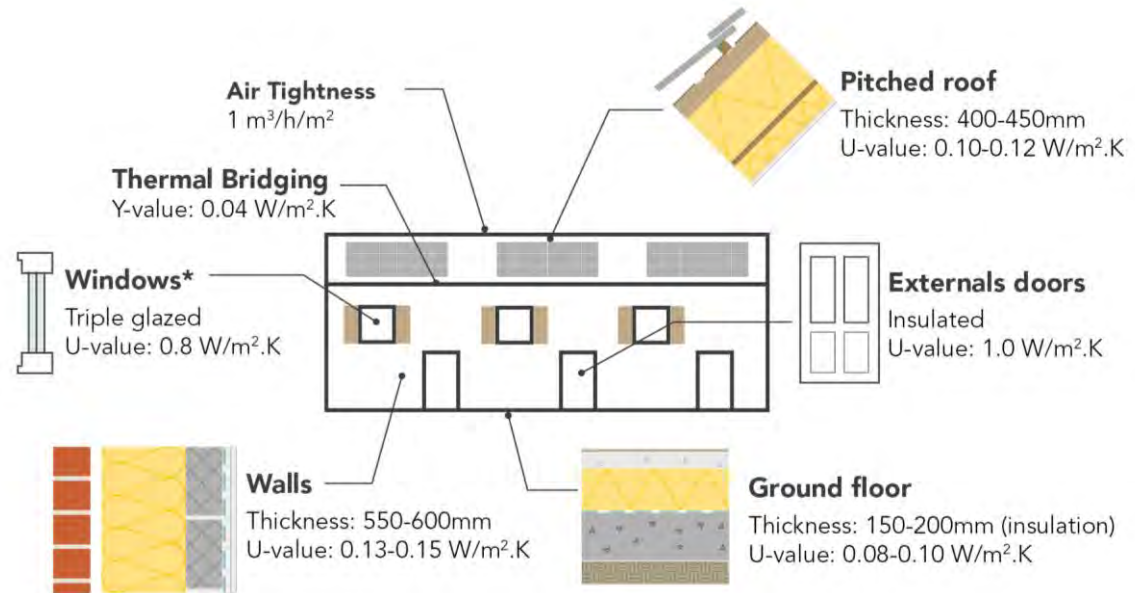 Air Tightness
1 m³/h/m²
Pitched roof
Thickness: 400-450mm
U-value: 0.10-0.12 W/m².K
Thermal Bridging
Y-value: 0.04 W/m².K
Windows*
Triple glazed
U-value: 0.8 W/m².K
Externals doors
Insulated
U-value: 1.0 W/m².K
Walls
Thickness: 550-600mm
U-value: 0.13-0.15 W/m².K
Ground floor
Thickness: 150-200mm (insulation)
U-value: 0.08-0.10 W/m².K